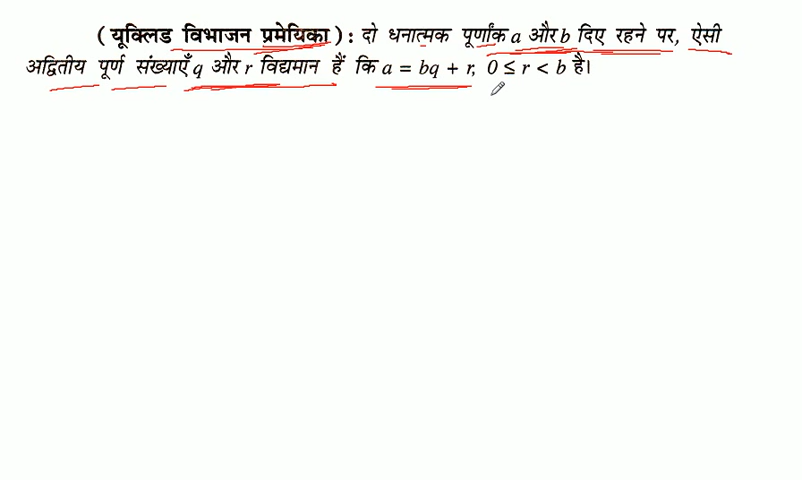 ( यूक्लिड विभाजन प्रमेयिका ) : दो धनात्मक पूर्णांक a और b दिए रहने पर, ऐसी
अद्वितीय पूर्ण संख्याएँ q और r विद्यमान हैं कि a = bq + r, 0 ≤ r < b है।